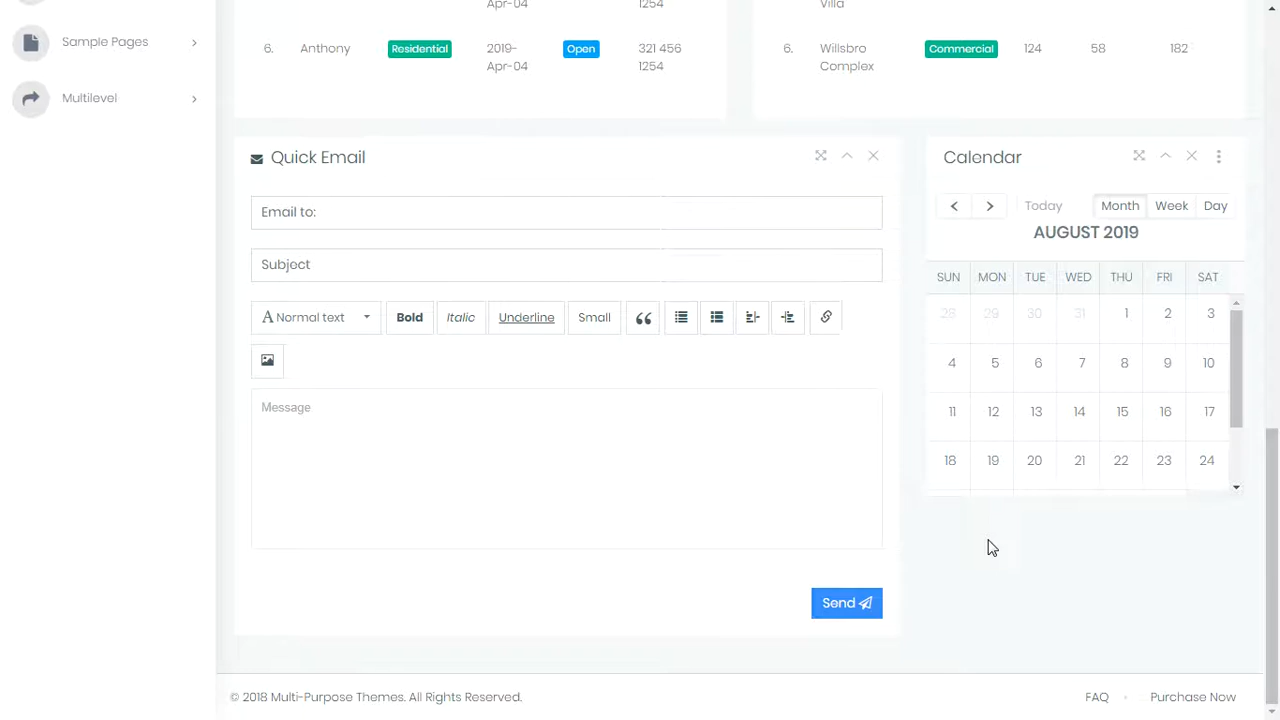 Apr-04 1254 Villa
Sample Pages
6. Anthony Residential 2019- Open 321 456 6. Willsbro Commercial 124 58 182
Apr-04 1254 Complex
Multilevel
Quick Email
Calendar
Email to:
Today Month Week Day
AUGUST 2019
Subject
SUN MON TUE WED THU FRI SAT
A Normal text Bold Italic Underline Small
28 29 30 31 1 2 3
4 5 6 7 8 9 10
Message
11 12 13 14 15 16 17
18 19 20 21 22 23 24
Send
© 2018 Multi-Purpose Themes. All Rights Reserved.
FAQ Purchase Now